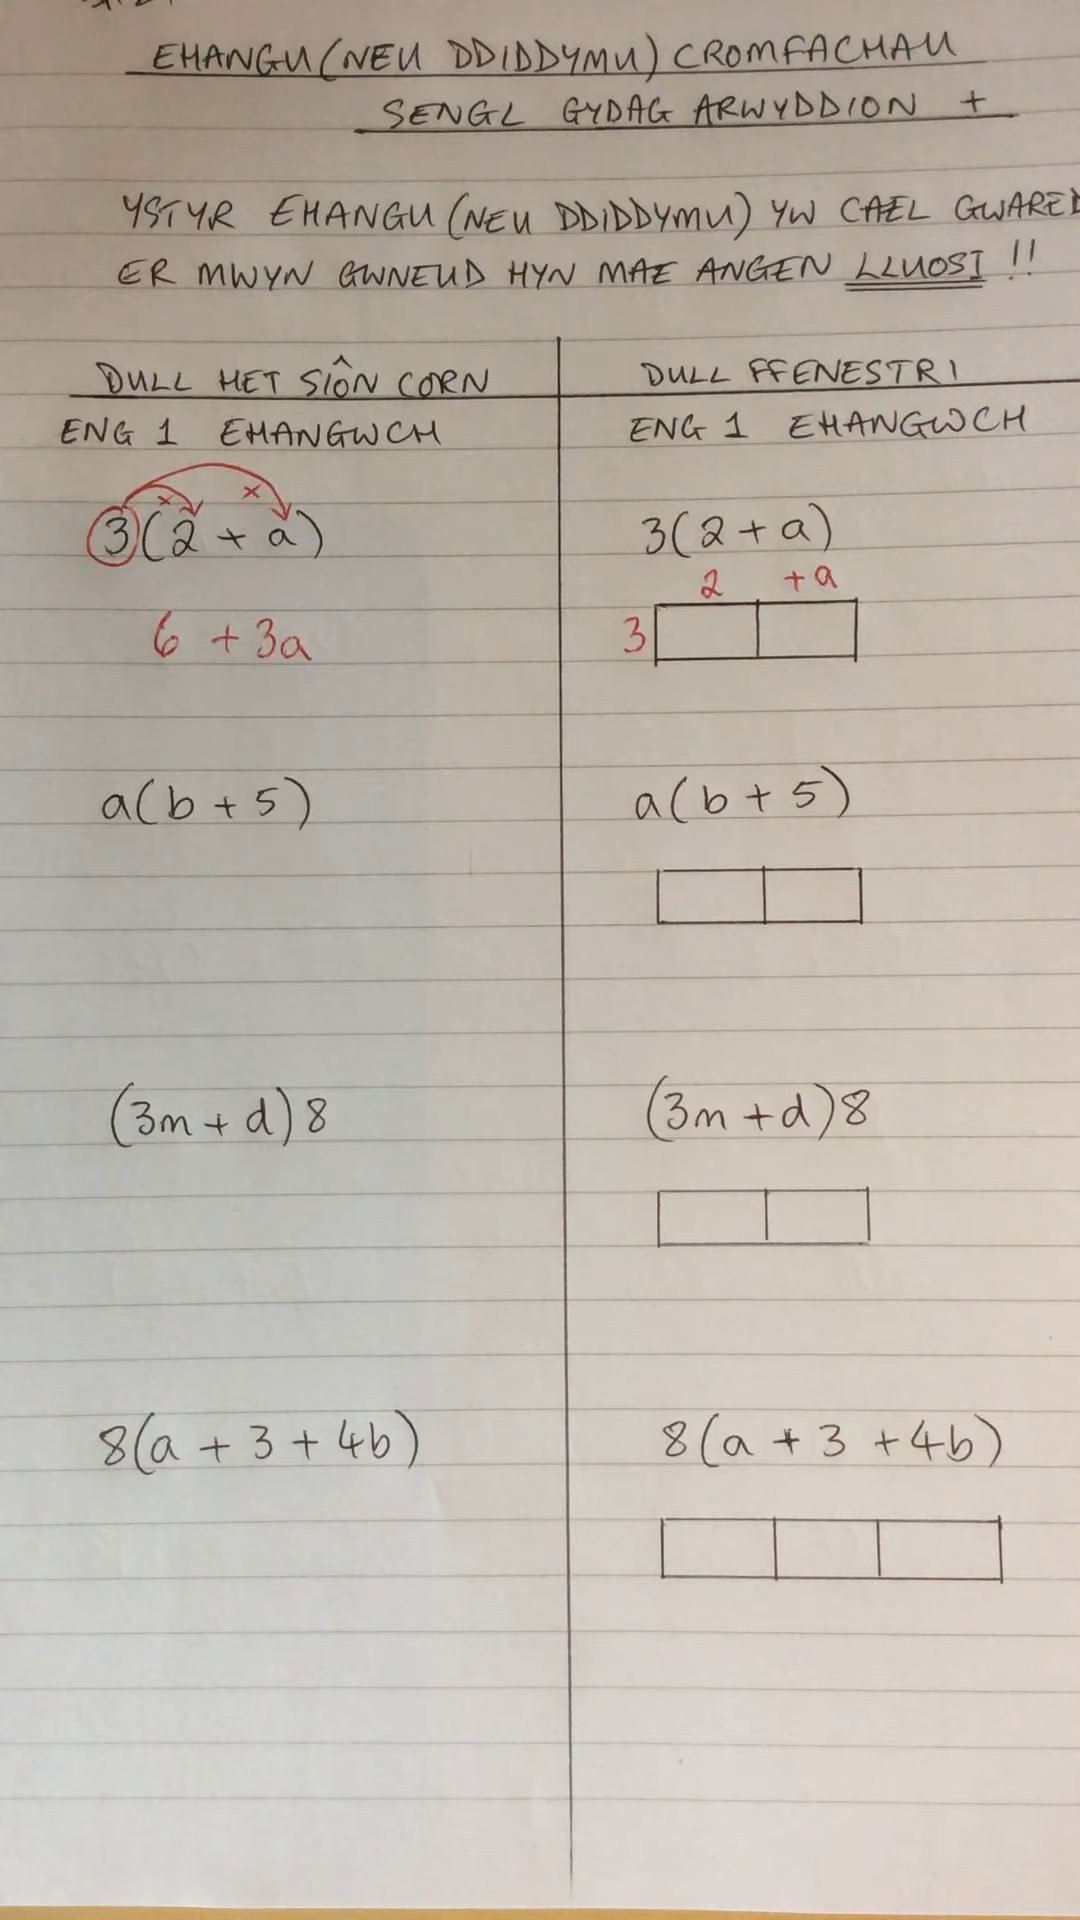 EHANGU (NEU DDIDDYMU) CROMFACHAU
SENGL GYDAG ARWYDDION +
YSTYR EHANGU (NEU DDIDDYMU) YW CAEL GWARED
ER MWYN GWNEUD HYN MAE ANGEN LLUOSI !!
DULL HET SIÔN CORN
ENG 1 EHANGWCH
x x
3(2 + a)
6 + 3a
a(b + 5)
(3m + d)8
8(a + 3 + 4b)
DULL FFENESTRI
ENG 1 EHANGWCH
3(2 + a)
2 + a
3
a(b + 5)
(3m + d)8
8(a + 3 + 4b)